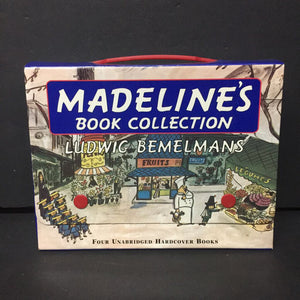 MADELINE'S
BOOK COLLECTION
LUDWIG BEMELMANS
FRUITS
FOUR UNABRIDGED HARDCOVER BOOKS